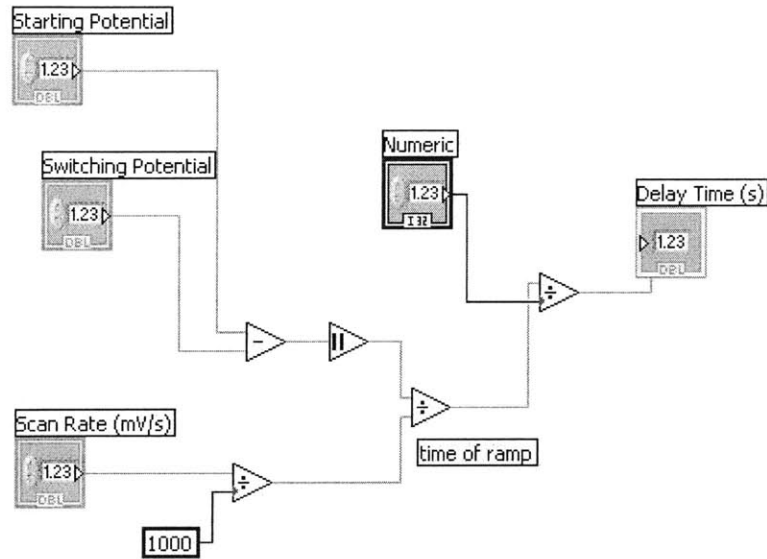 Starting Potential
1.23
DBL
Switching Potential
1.23
DBL
Numeric
1.23
I32
Delay Time (s)
1.23
DBL
Scan Rate (mV/s)
1.23
DBL
time of ramp
1000